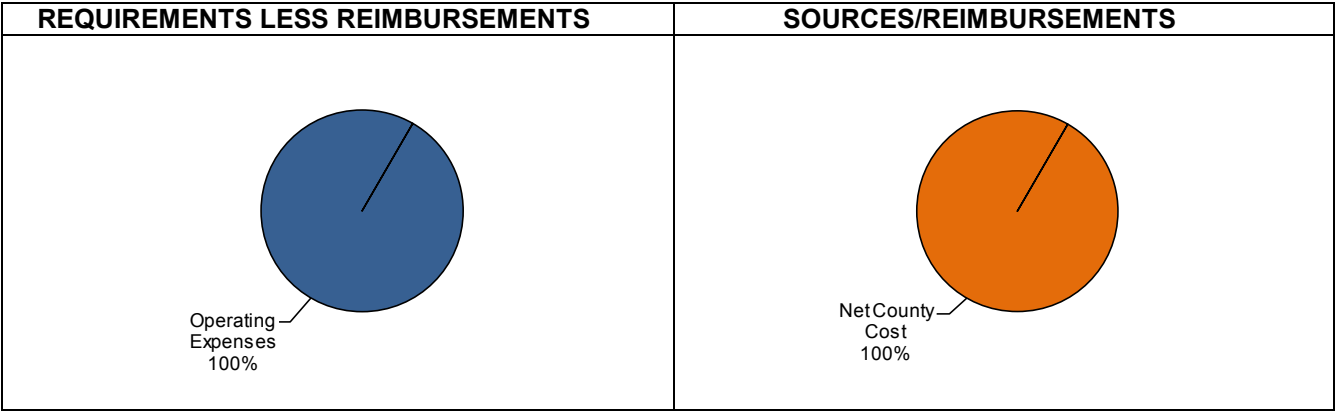 REQUIREMENTS LESS REIMBURSEMENTS
SOURCES/REIMBURSEMENTS
Operating
Expenses
100%
Net County
Cost
100%